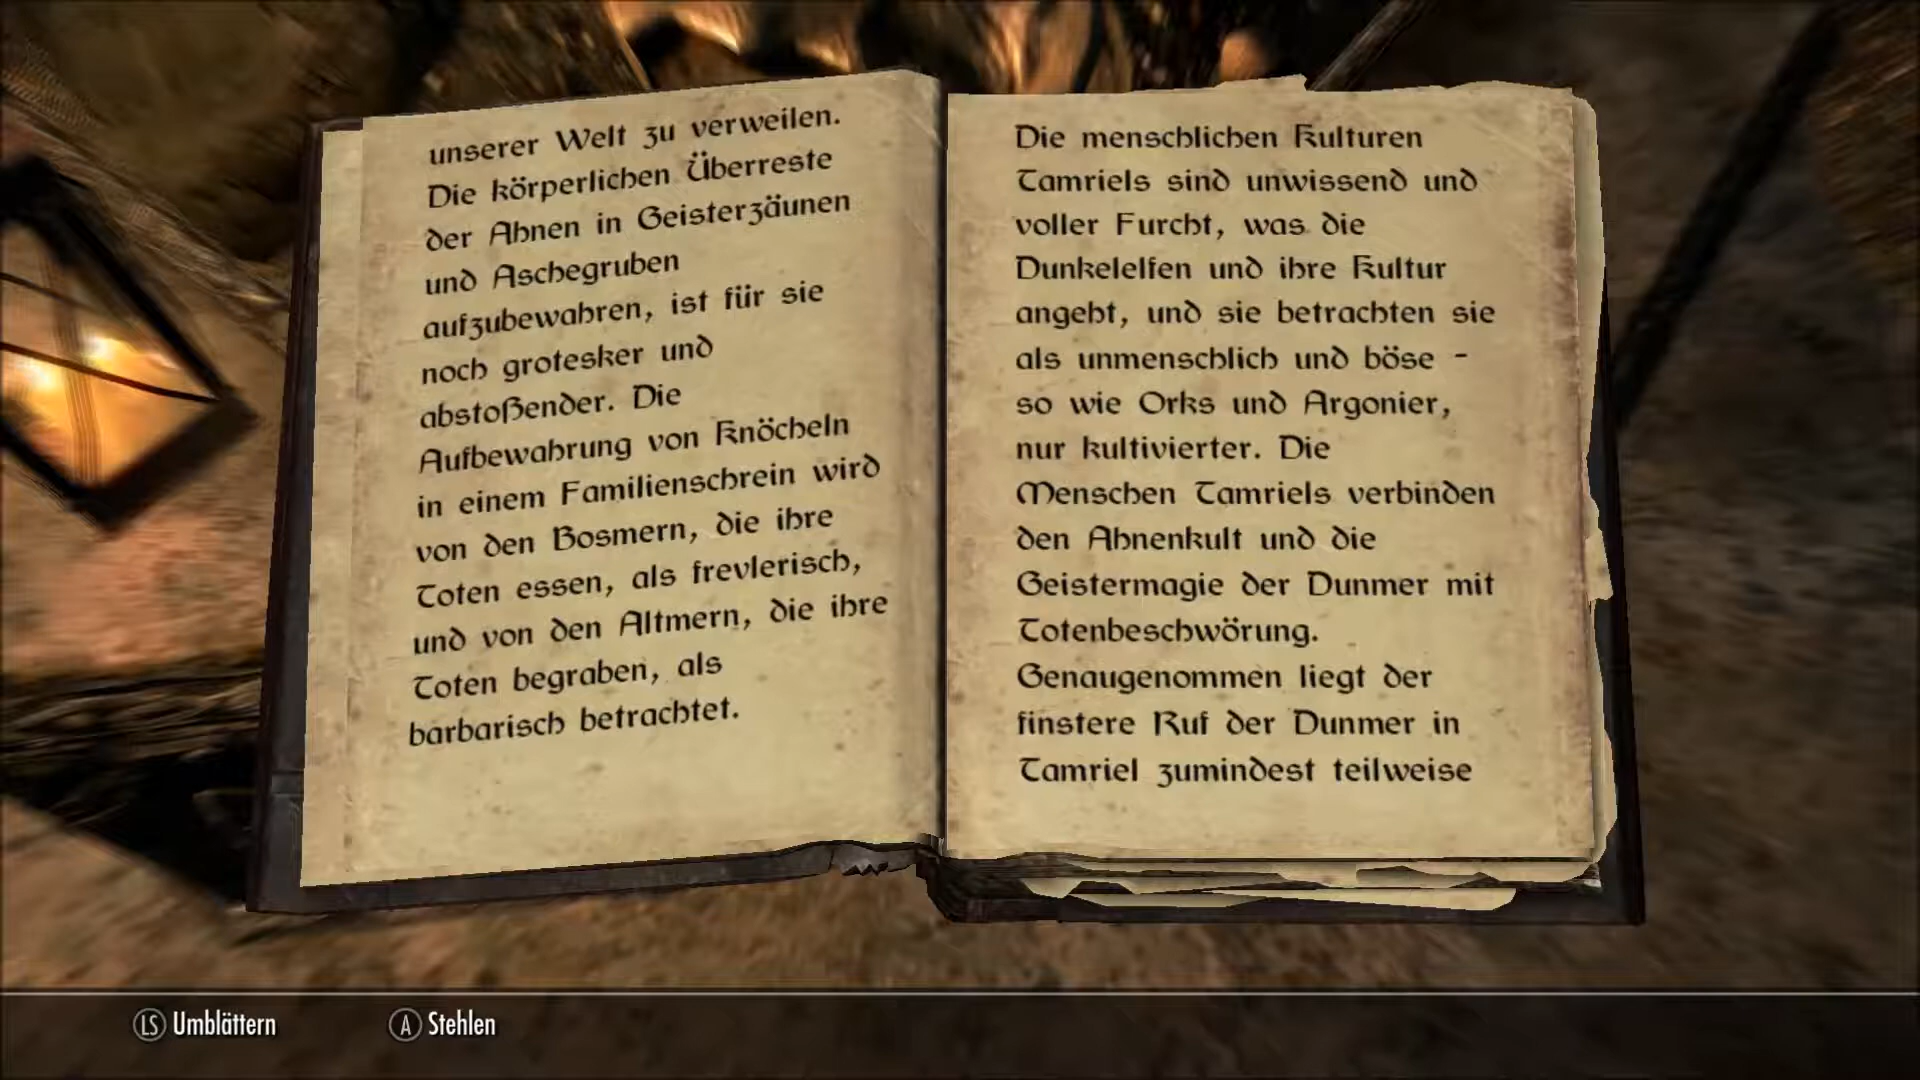 unserer Welt zu verweilen.
Die körperlichen Überreste
der Ahnen in Geisterzäunen
und Aschegruben
aufzubewahren, ist für sie
noch grotesker und
abstoßender. Die
Aufbewahrung von Knöcheln
in einem Familienschrein wird
von den Bosmern, die ihre
Toten essen, als frevlerisch,
und von den Altmern, die ihre
Toten begraben, als
barbarisch betrachtet.
Die menschlichen Kulturen
Tamriels sind unwissend und
voller Furcht, was die
Dunkelelfen und ihre Kultur
angeht, und sie betrachten sie
als unmenschlich und böse -
so wie Orks und Argonier,
nur kultivierter. Die
Menschen Tamriels verbinden
den Ahnenkult und die
Geistermagie der Dunmer mit
Totenbeschwörung.
Genaugenommen liegt der
finstere Ruf der Dunmer in
Tamriel zumindest teilweise
LS Umblättern
A Stehlen